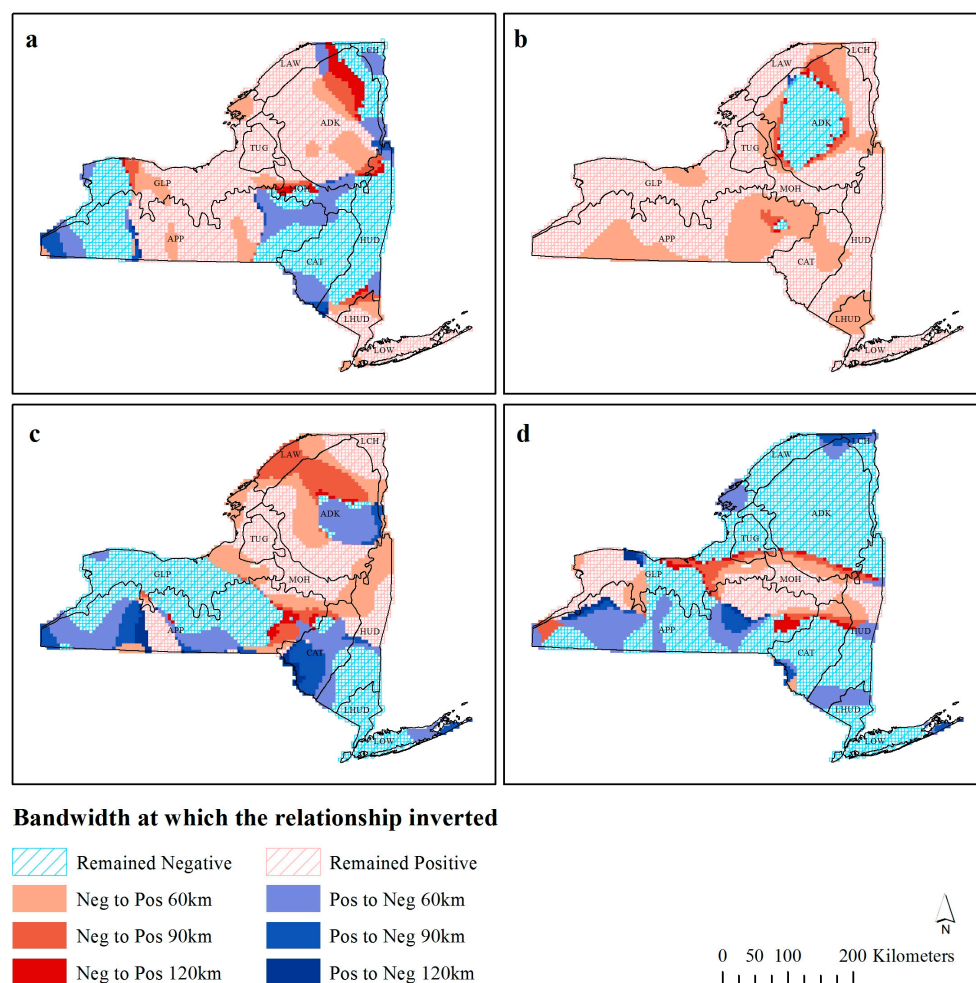 a
LCH
LAW
ADK
TUG
MOH
GLP
APP
HUD
CAT
LHUD
LOW
b
LCH
LAW
ADK
TUG
MOH
GLP
APP
HUD
CAT
LHUD
LOW
c
LCH
LAW
ADK
TUG
GLP
MOH
APP
HUD
CAT
LHUD
LOW
d
LCH
LAW
ADK
TUG
GLP
MOH
APP
HUD
CAT
LHUD
LOW
Bandwidth at which the relationship inverted
Remained Negative Remained Positive
Neg to Pos 60km Pos to Neg 60km
Neg to Pos 90km Pos to Neg 90km
Neg to Pos 120km Pos to Neg 120km
N
0 50 100 200 Kilometers